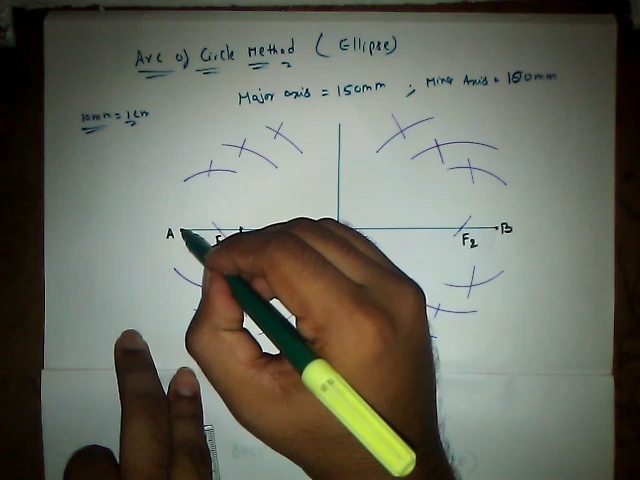 Arc of Circle Method (Ellipse)
Major axis = 150mm ; Minor Axis = 100mm
10mm = 1cm
A F F2 B